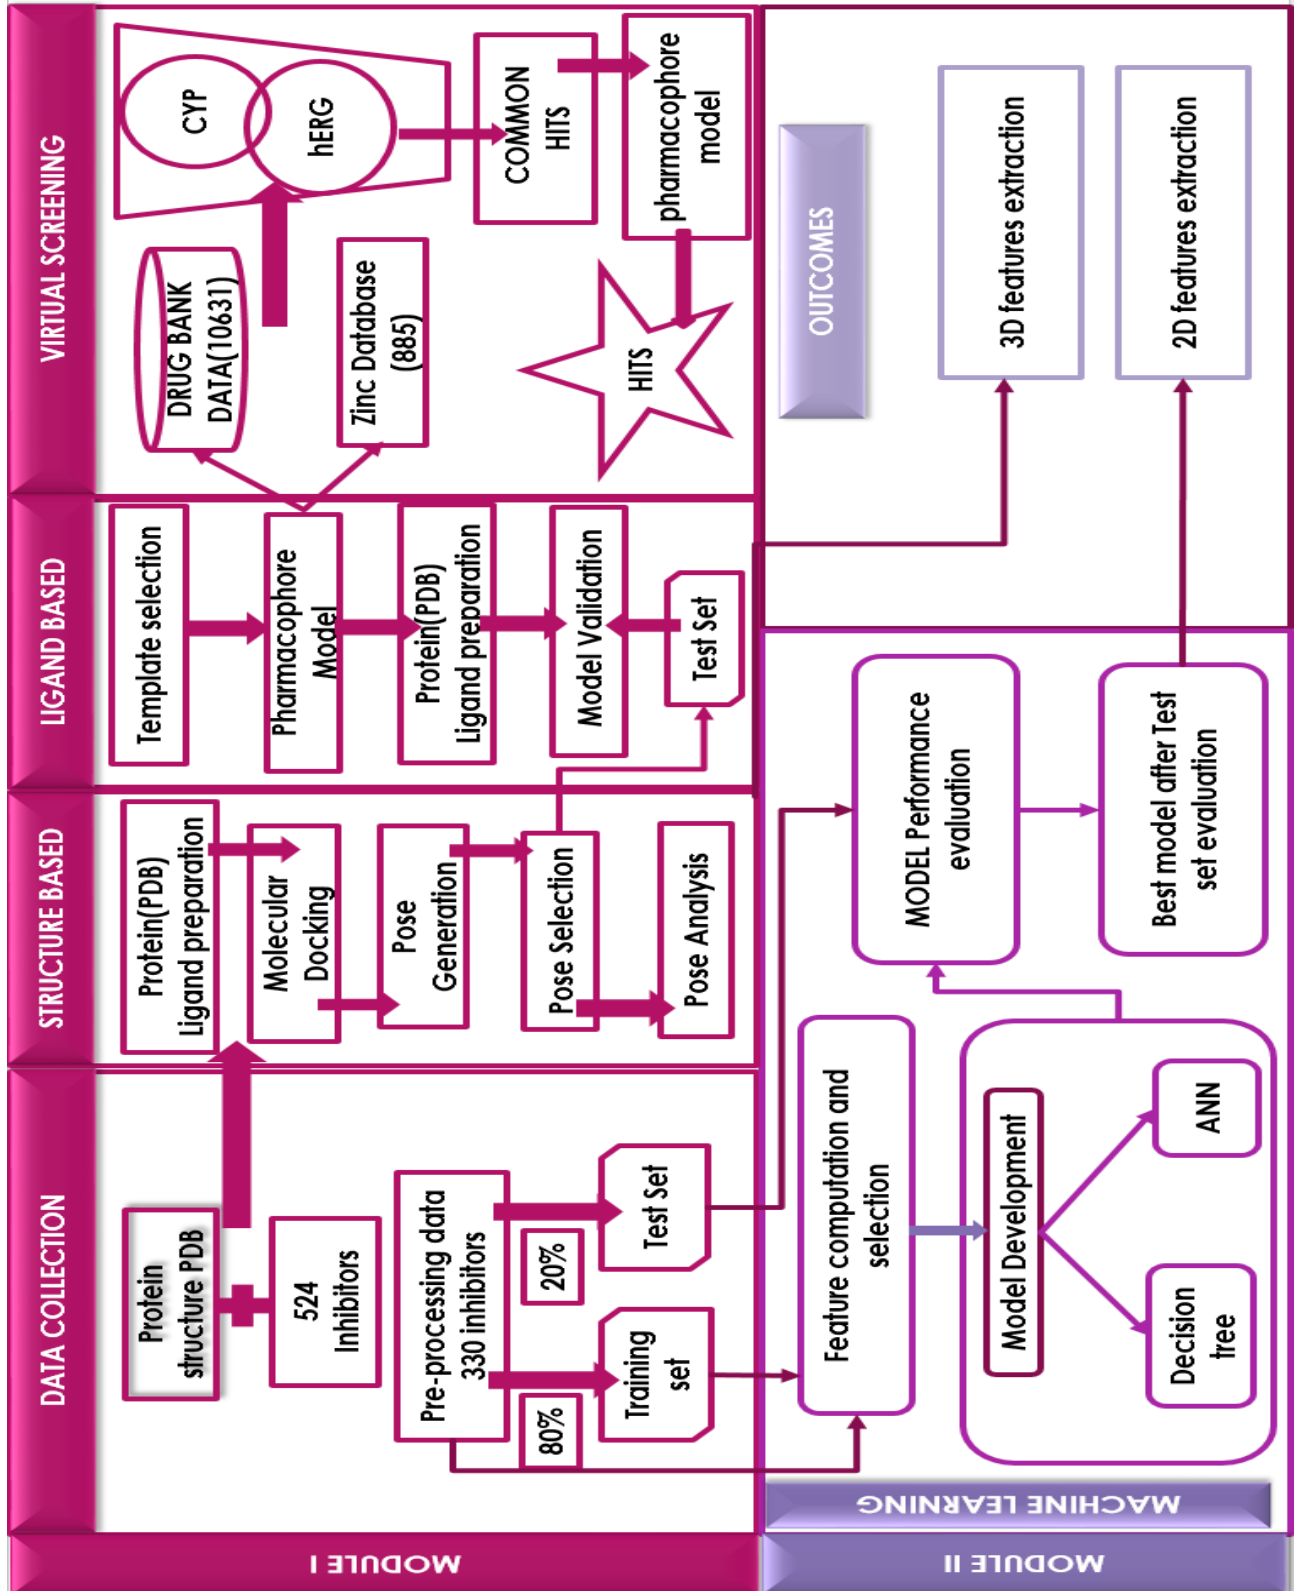 MODULE I
DATA COLLECTION
Protein
structure PDB
524
Inhibitors
Pre-processing data
330 inhibitors
80%
20%
Training
set
Test Set
STRUCTURE BASED
Protein(PDB)
Ligand preparation
Molecular
Docking
Pose
Generation
Pose Selection
Pose Analysis
LIGAND BASED
Template selection
Pharmacophore
Model
Protein(PDB)
Ligand preparation
Model Validation
Test Set
VIRTUAL SCREENING
DRUG BANK
DATA(10631)
Zinc Database
(885)
CYP
hERG
COMMON
HITS
pharmacophore
model
HITS
MODULE II
MACHINE LEARNING
Feature computation and
selection
Model Development
Decision
tree
ANN
MODEL Performance
evaluation
Best model after Test
set evaluation
OUTCOMES
3D features extraction
2D features extraction